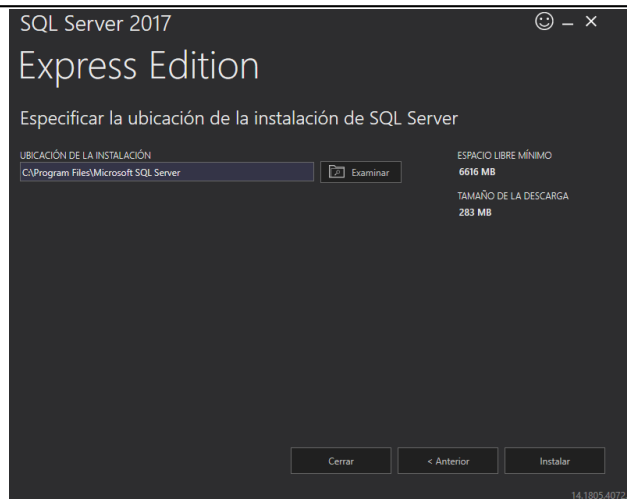 SQL Server 2017
Express Edition
Especificar la ubicación de la instalación de SQL Server
UBICACIÓN DE LA INSTALACIÓN
C:\Program Files\Microsoft SQL Server
Examinar
ESPACIO LIBRE MÍNIMO
6616 MB
TAMAÑO DE LA DESCARGA
283 MB
Cerrar
< Anterior
Instalar
14.1805.4072